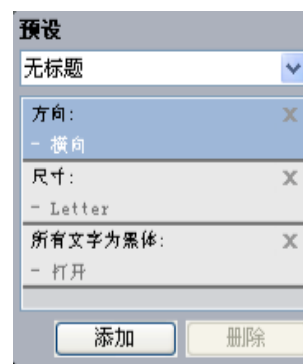 预设
无标题
方向:
- 横向
尺寸:
- Letter
所有文字为黑体:
- 打开
添加
删除